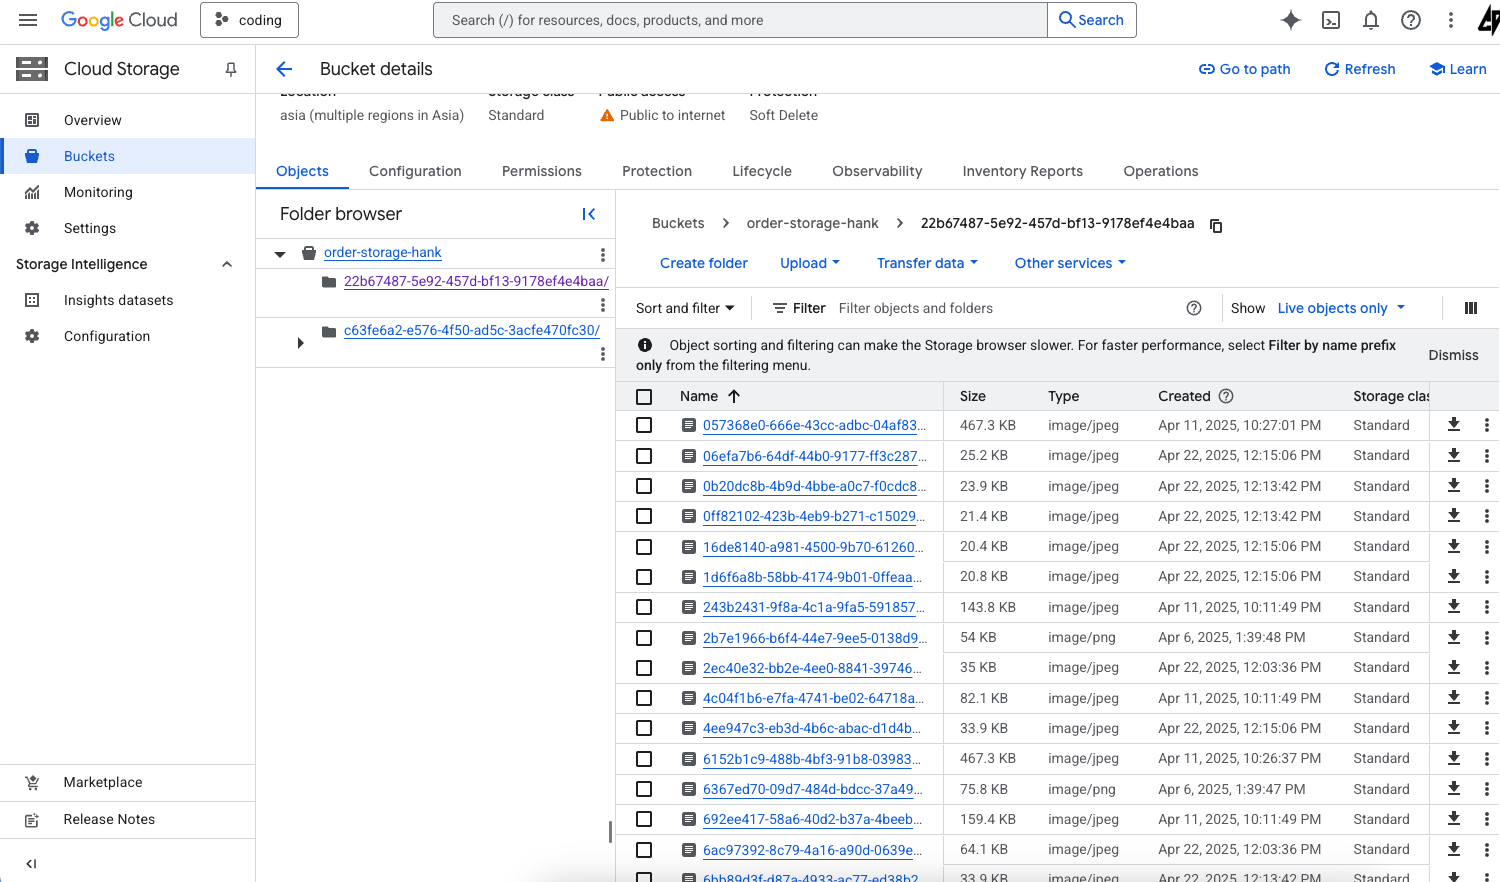 Google Cloud
coding
Search (/) for resources, docs, products, and more
Search
Cloud Storage
Bucket details
Go to path
Refresh
Learn
Overview
Buckets
Monitoring
Settings
Storage Intelligence
Insights datasets
Configuration
Marketplace
Release Notes
Location Storage class Public access Protection
asia (multiple regions in Asia) Standard Public to internet Soft Delete
Objects Configuration Permissions Protection Lifecycle Observability Inventory Reports Operations
Folder browser
order-storage-hank
22b67487-5e92-457d-bf13-9178ef4e4baa/
c63fe6a2-e576-4f50-ad5c-3acfe470fc30/
Buckets > order-storage-hank > 22b67487-5e92-457d-bf13-9178ef4e4baa
Create folder Upload Transfer data Other services
Sort and filter Filter Filter objects and folders Show Live objects only
Object sorting and filtering can make the Storage browser slower. For faster performance, select Filter by name prefix
only from the filtering menu.
Dismiss
Name Size Type Created Storage clas
057368e0-666e-43cc-adbc-04af83... 467.3 KB image/jpeg Apr 11, 2025, 10:27:01 PM Standard
06efa7b6-64df-44b0-9177-ff3c287... 25.2 KB image/jpeg Apr 22, 2025, 12:15:06 PM Standard
0b20dc8b-4b9d-4bbe-a0c7-f0cdc8... 23.9 KB image/jpeg Apr 22, 2025, 12:13:42 PM Standard
0ff82102-423b-4eb9-b271-c15029... 21.4 KB image/jpeg Apr 22, 2025, 12:13:42 PM Standard
16de8140-a981-4500-9b70-61260... 20.4 KB image/jpeg Apr 22, 2025, 12:15:06 PM Standard
1d6f6a8b-58bb-4174-9b01-0ffeaa... 20.8 KB image/jpeg Apr 22, 2025, 12:15:06 PM Standard
243b2431-9f8a-4c1a-9fa5-591857... 143.8 KB image/jpeg Apr 11, 2025, 10:11:49 PM Standard
2b7e1966-b6f4-44e7-9ee5-0138d9... 54 KB image/png Apr 6, 2025, 1:39:48 PM Standard
2ec40e32-bb2e-4ee0-8841-39746... 35 KB image/jpeg Apr 22, 2025, 12:03:36 PM Standard
4c04f1b6-e7fa-4741-be02-64718a... 82.1 KB image/jpeg Apr 11, 2025, 10:11:49 PM Standard
4ee947c3-eb3d-4b6c-abac-d1d4b... 33.9 KB image/jpeg Apr 22, 2025, 12:15:06 PM Standard
6152b1c9-488b-4bf3-91b8-03983... 467.3 KB image/jpeg Apr 11, 2025, 10:26:37 PM Standard
6367ed70-09d7-484d-bdcc-37a49... 75.8 KB image/png Apr 6, 2025, 1:39:47 PM Standard
692ee417-58a6-40d2-b37a-4beeb... 159.4 KB image/jpeg Apr 11, 2025, 10:11:49 PM Standard
6ac97392-8c79-4a16-a90d-0639e... 64.1 KB image/jpeg Apr 22, 2025, 12:03:36 PM Standard
6bb89d3f-d87a-4933-ac77-ed38b2 33.9 KB image/jpeg Apr 22, 2025, 12:13:42 PM Standard